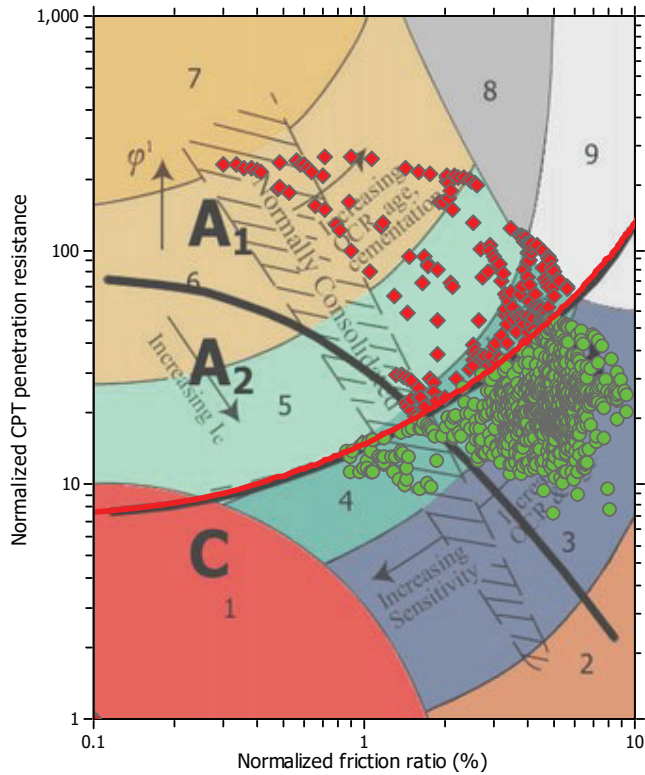 1,000
7
8
9
φ'
Increasing
OCR, age,
cementation
Normally Consolidated
A1
100
6
A2
Increasing Ic
5
10
4
C
3
Increasing
Sensitivity
1
2
1
0.1
1
10
Normalized friction ratio (%)
Normalized CPT penetration resistance